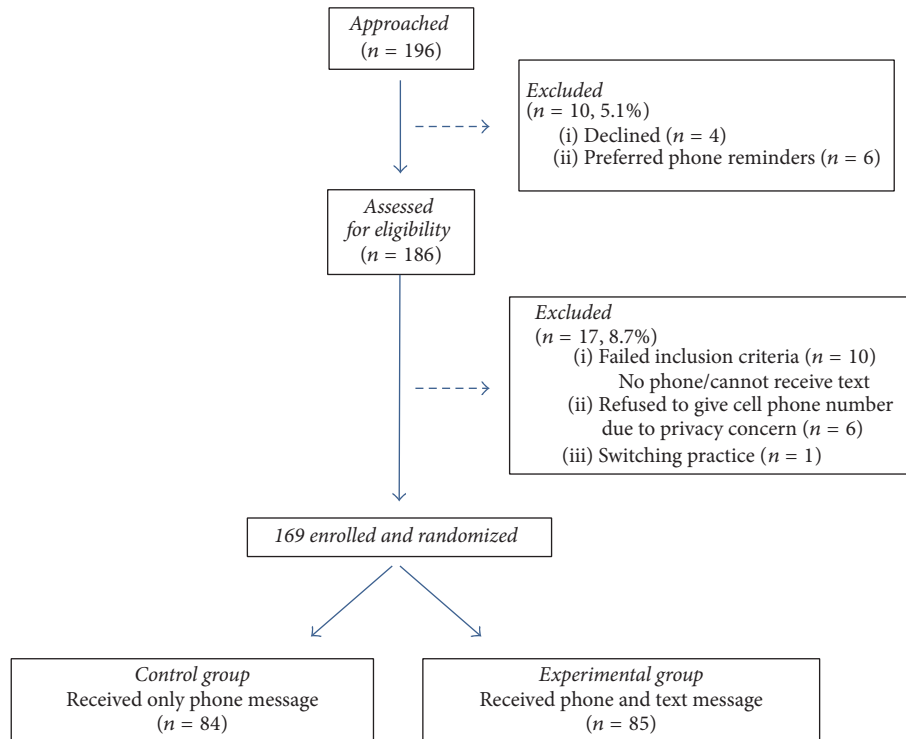 Approached
(n = 196)
Excluded
(n = 10, 5.1%)
(i) Declined (n = 4)
(ii) Preferred phone reminders (n = 6)
Assessed
for eligibility
(n = 186)
Excluded
(n = 17, 8.7%)
(i) Failed inclusion criteria (n = 10)
No phone/cannot receive text
(ii) Refused to give cell phone number
due to privacy concern (n = 6)
(iii) Switching practice (n = 1)
169 enrolled and randomized
Control group
Received only phone message
(n = 84)
Experimental group
Received phone and text message
(n = 85)